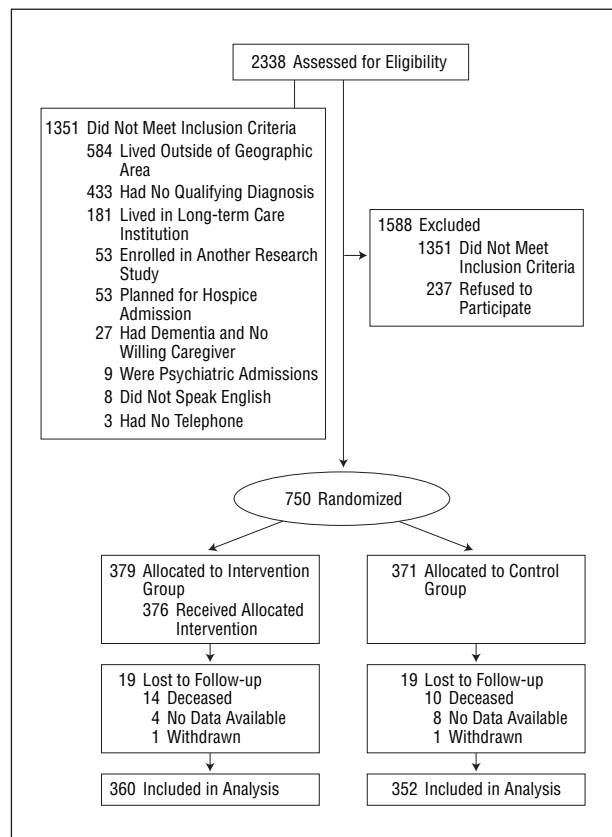 2338 Assessed for Eligibility
1351 Did Not Meet Inclusion Criteria
584 Lived Outside of Geographic
Area
433 Had No Qualifying Diagnosis
181 Lived in Long-term Care
Institution
53 Enrolled in Another Research
Study
53 Planned for Hospice
Admission
27 Had Dementia and No
Willing Caregiver
9 Were Psychiatric Admissions
8 Did Not Speak English
3 Had No Telephone
1588 Excluded
1351 Did Not Meet
Inclusion Criteria
237 Refused to
Participate
750 Randomized
379 Allocated to Intervention
Group
376 Received Allocated
Intervention
371 Allocated to Control
Group
19 Lost to Follow-up
14 Deceased
4 No Data Available
1 Withdrawn
19 Lost to Follow-up
10 Deceased
8 No Data Available
1 Withdrawn
360 Included in Analysis
352 Included in Analysis